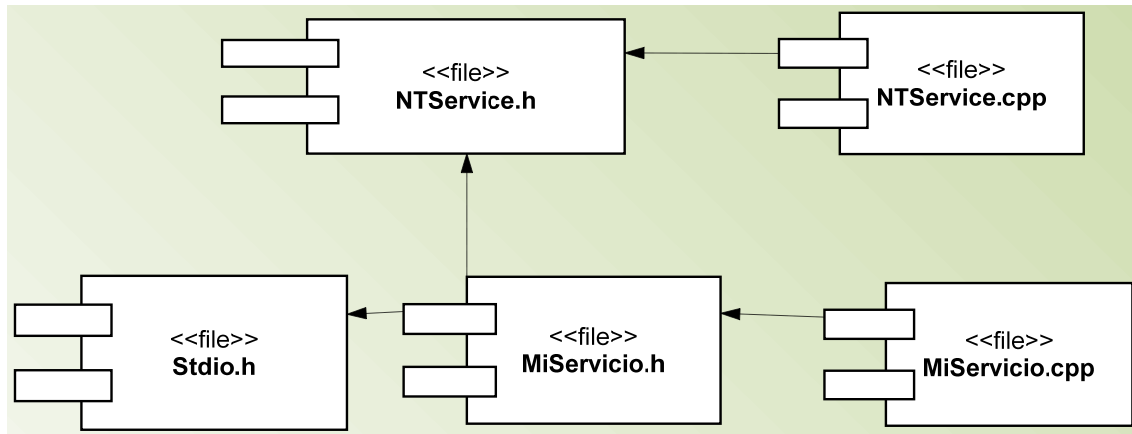 <<file>>
NTService.h
<<file>>
NTService.cpp
<<file>>
Stdio.h
<<file>>
MiServicio.h
<<file>>
MiServicio.cpp